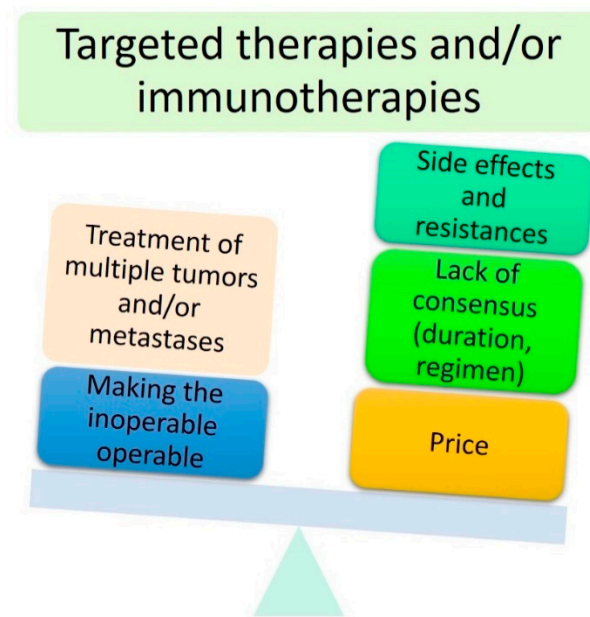 Targeted therapies and/or
immunotherapies
Treatment of
multiple tumors
and/or
metastases
Making the
inoperable
operable
Side effects
and
resistances
Lack of
consensus
(duration,
regimen)
Price